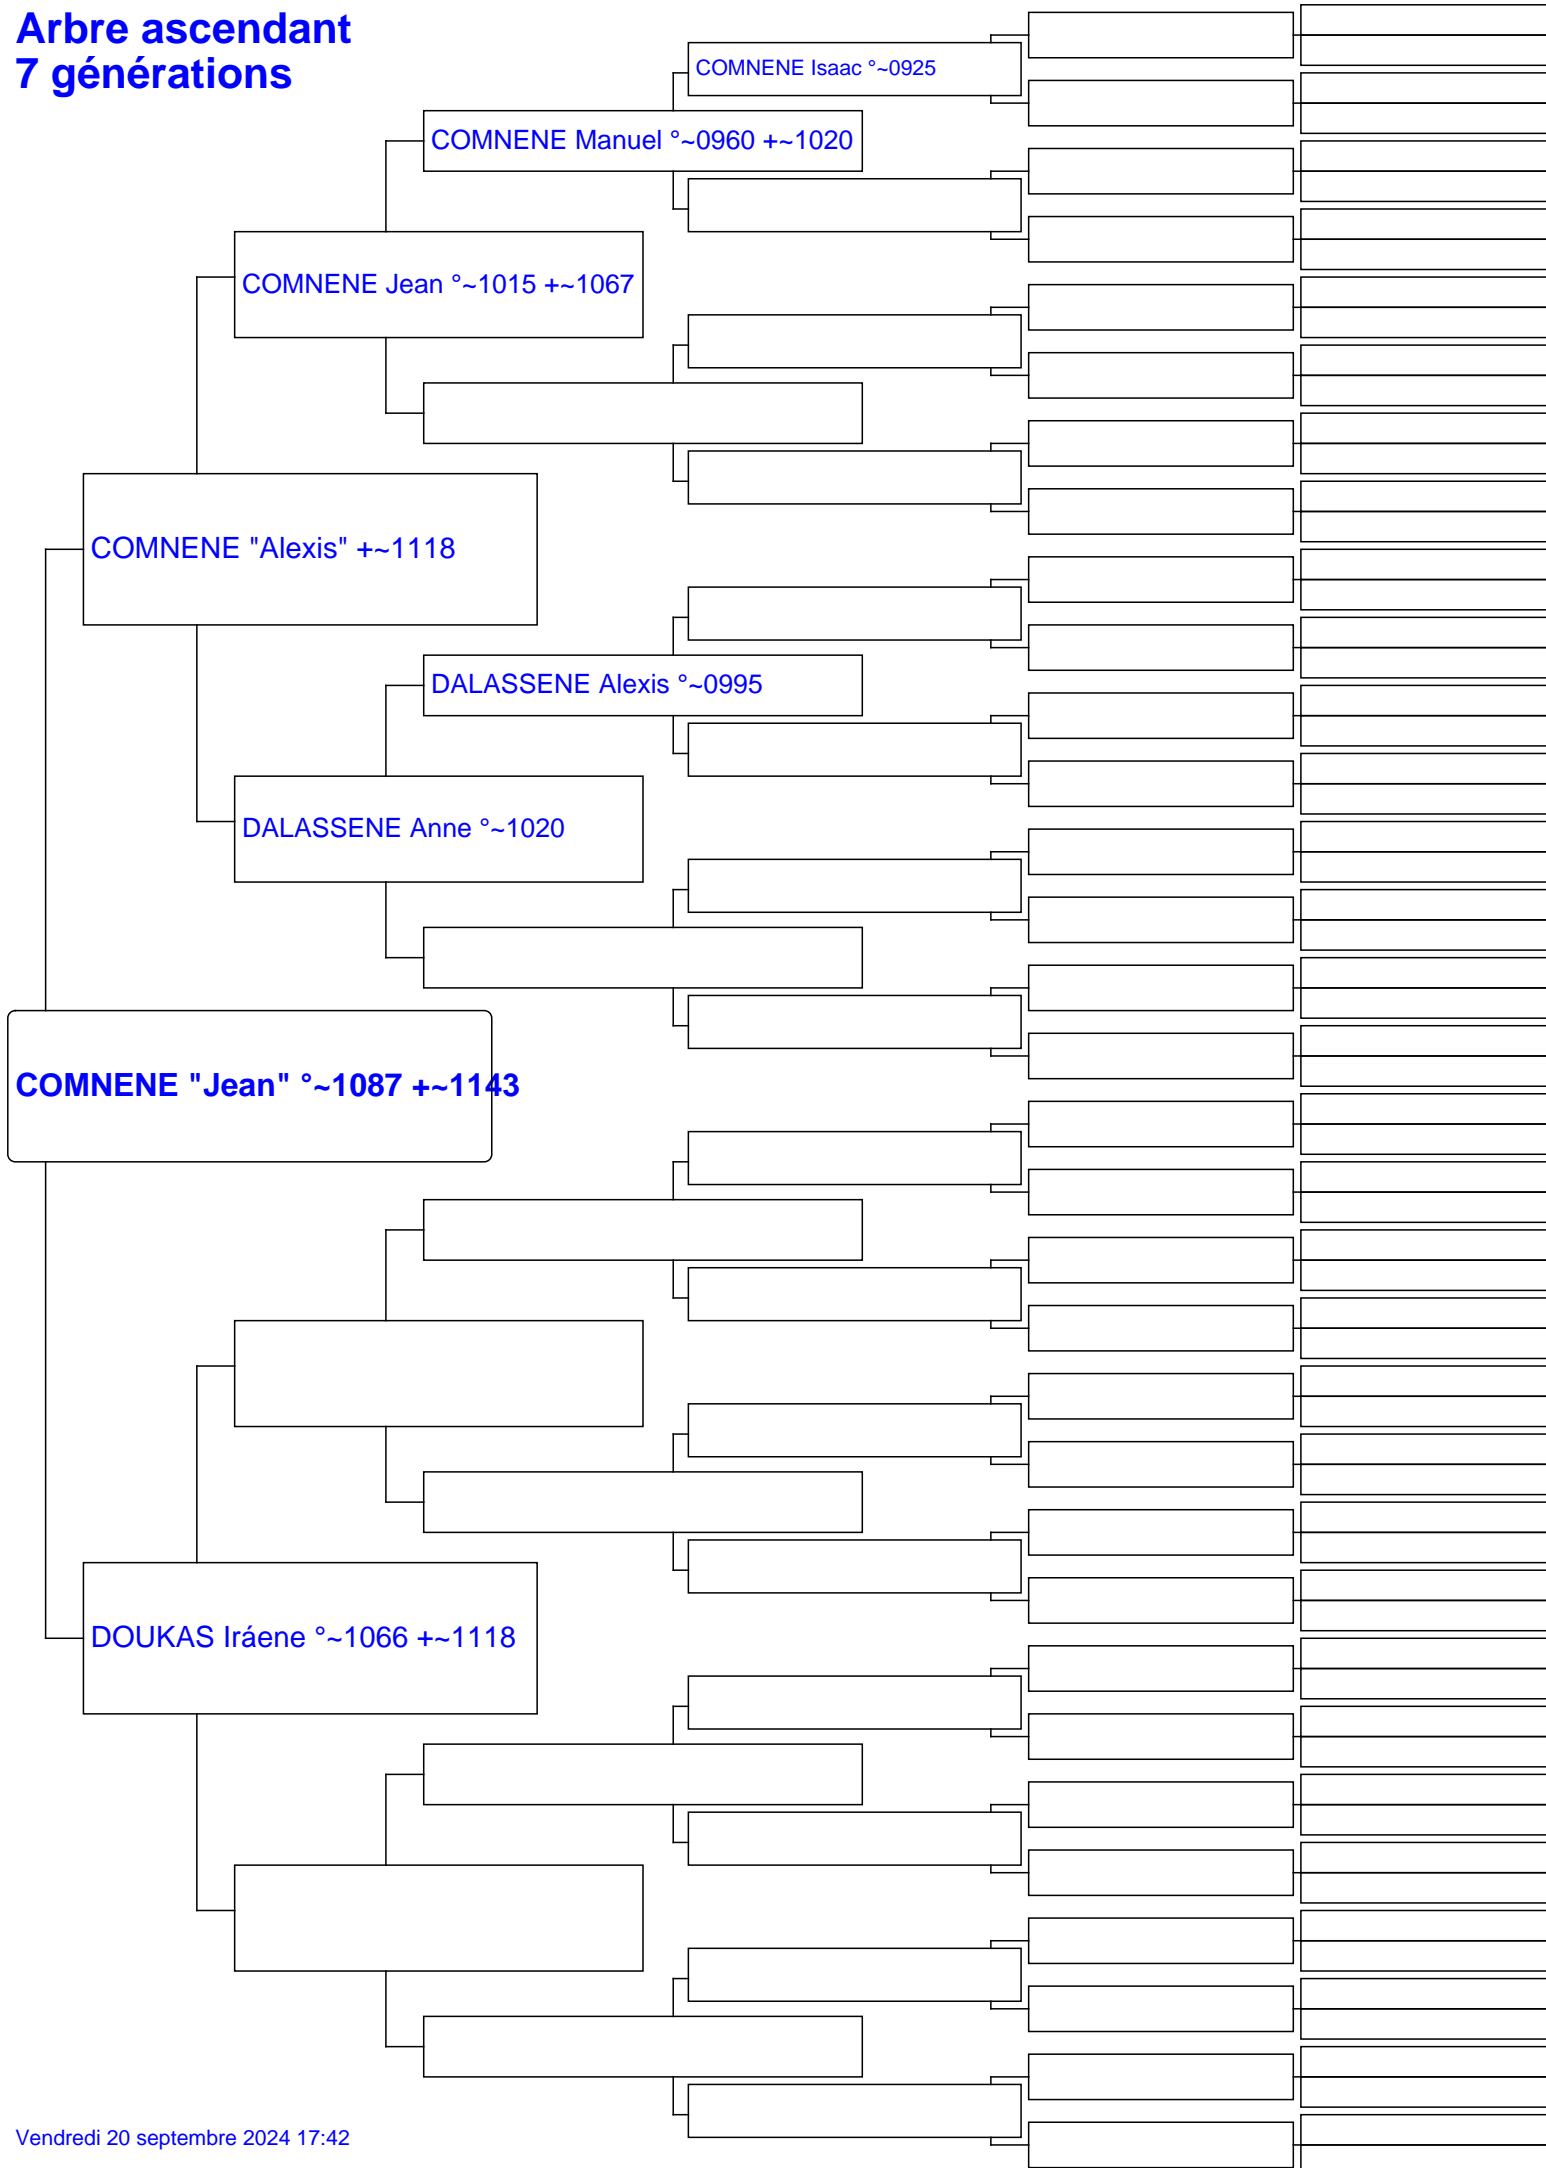 Arbre ascendant
7 générations
COMNENE Isaac °~0925
COMNENE Manuel °~0960 +~1020
COMNENE Jean °~1015 +~1067
COMNENE "Alexis" +~1118
DALASSENE Alexis °~0995
DALASSENE Anne °~1020
COMNENE "Jean" °~1087 +~1143
DOUKAS Iráene °~1066 +~1118
Vendredi 20 septembre 2024 17:42